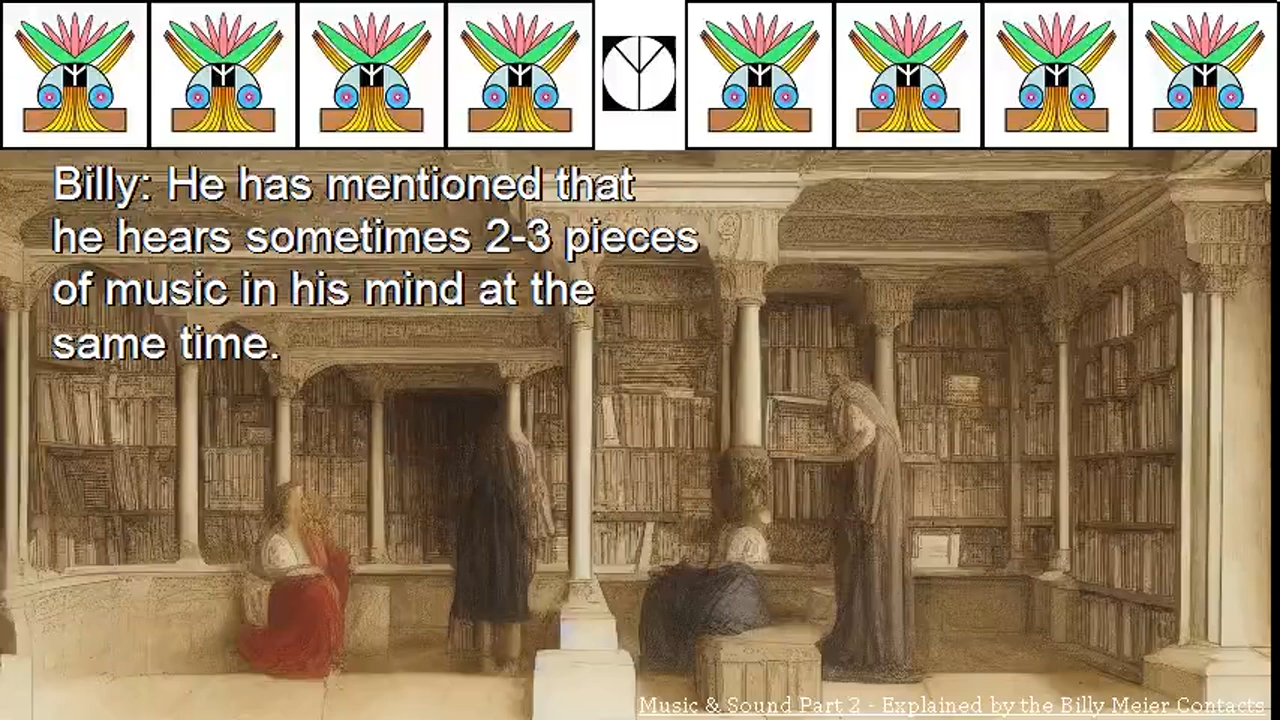 Billy: He has mentioned that
he hears sometimes 2-3 pieces
of music in his mind at the
same time.
Music & Sound Part 2 - Explained by the Billy Meier Contacts